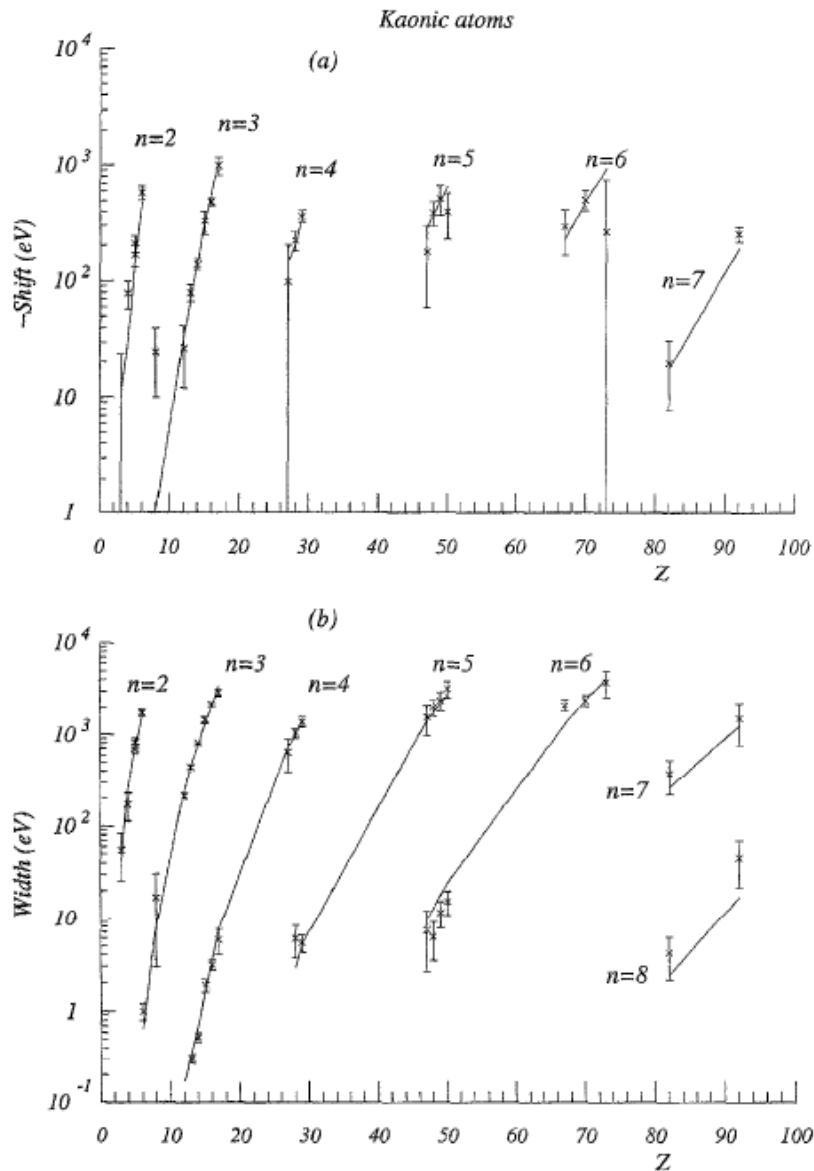 Kaonic atoms
(a)
10^4
10^3
10^2
10
1
-Shift (eV)
n=2
n=3
n=4
n=5
n=6
n=7
0 10 20 30 40 50 60 70 80 90 100
Z
(b)
10^4
10^3
10^2
10
1
10^-1
Width (eV)
n=2
n=3
n=4
n=5
n=6
n=7
n=8
0 10 20 30 40 50 60 70 80 90 100
Z